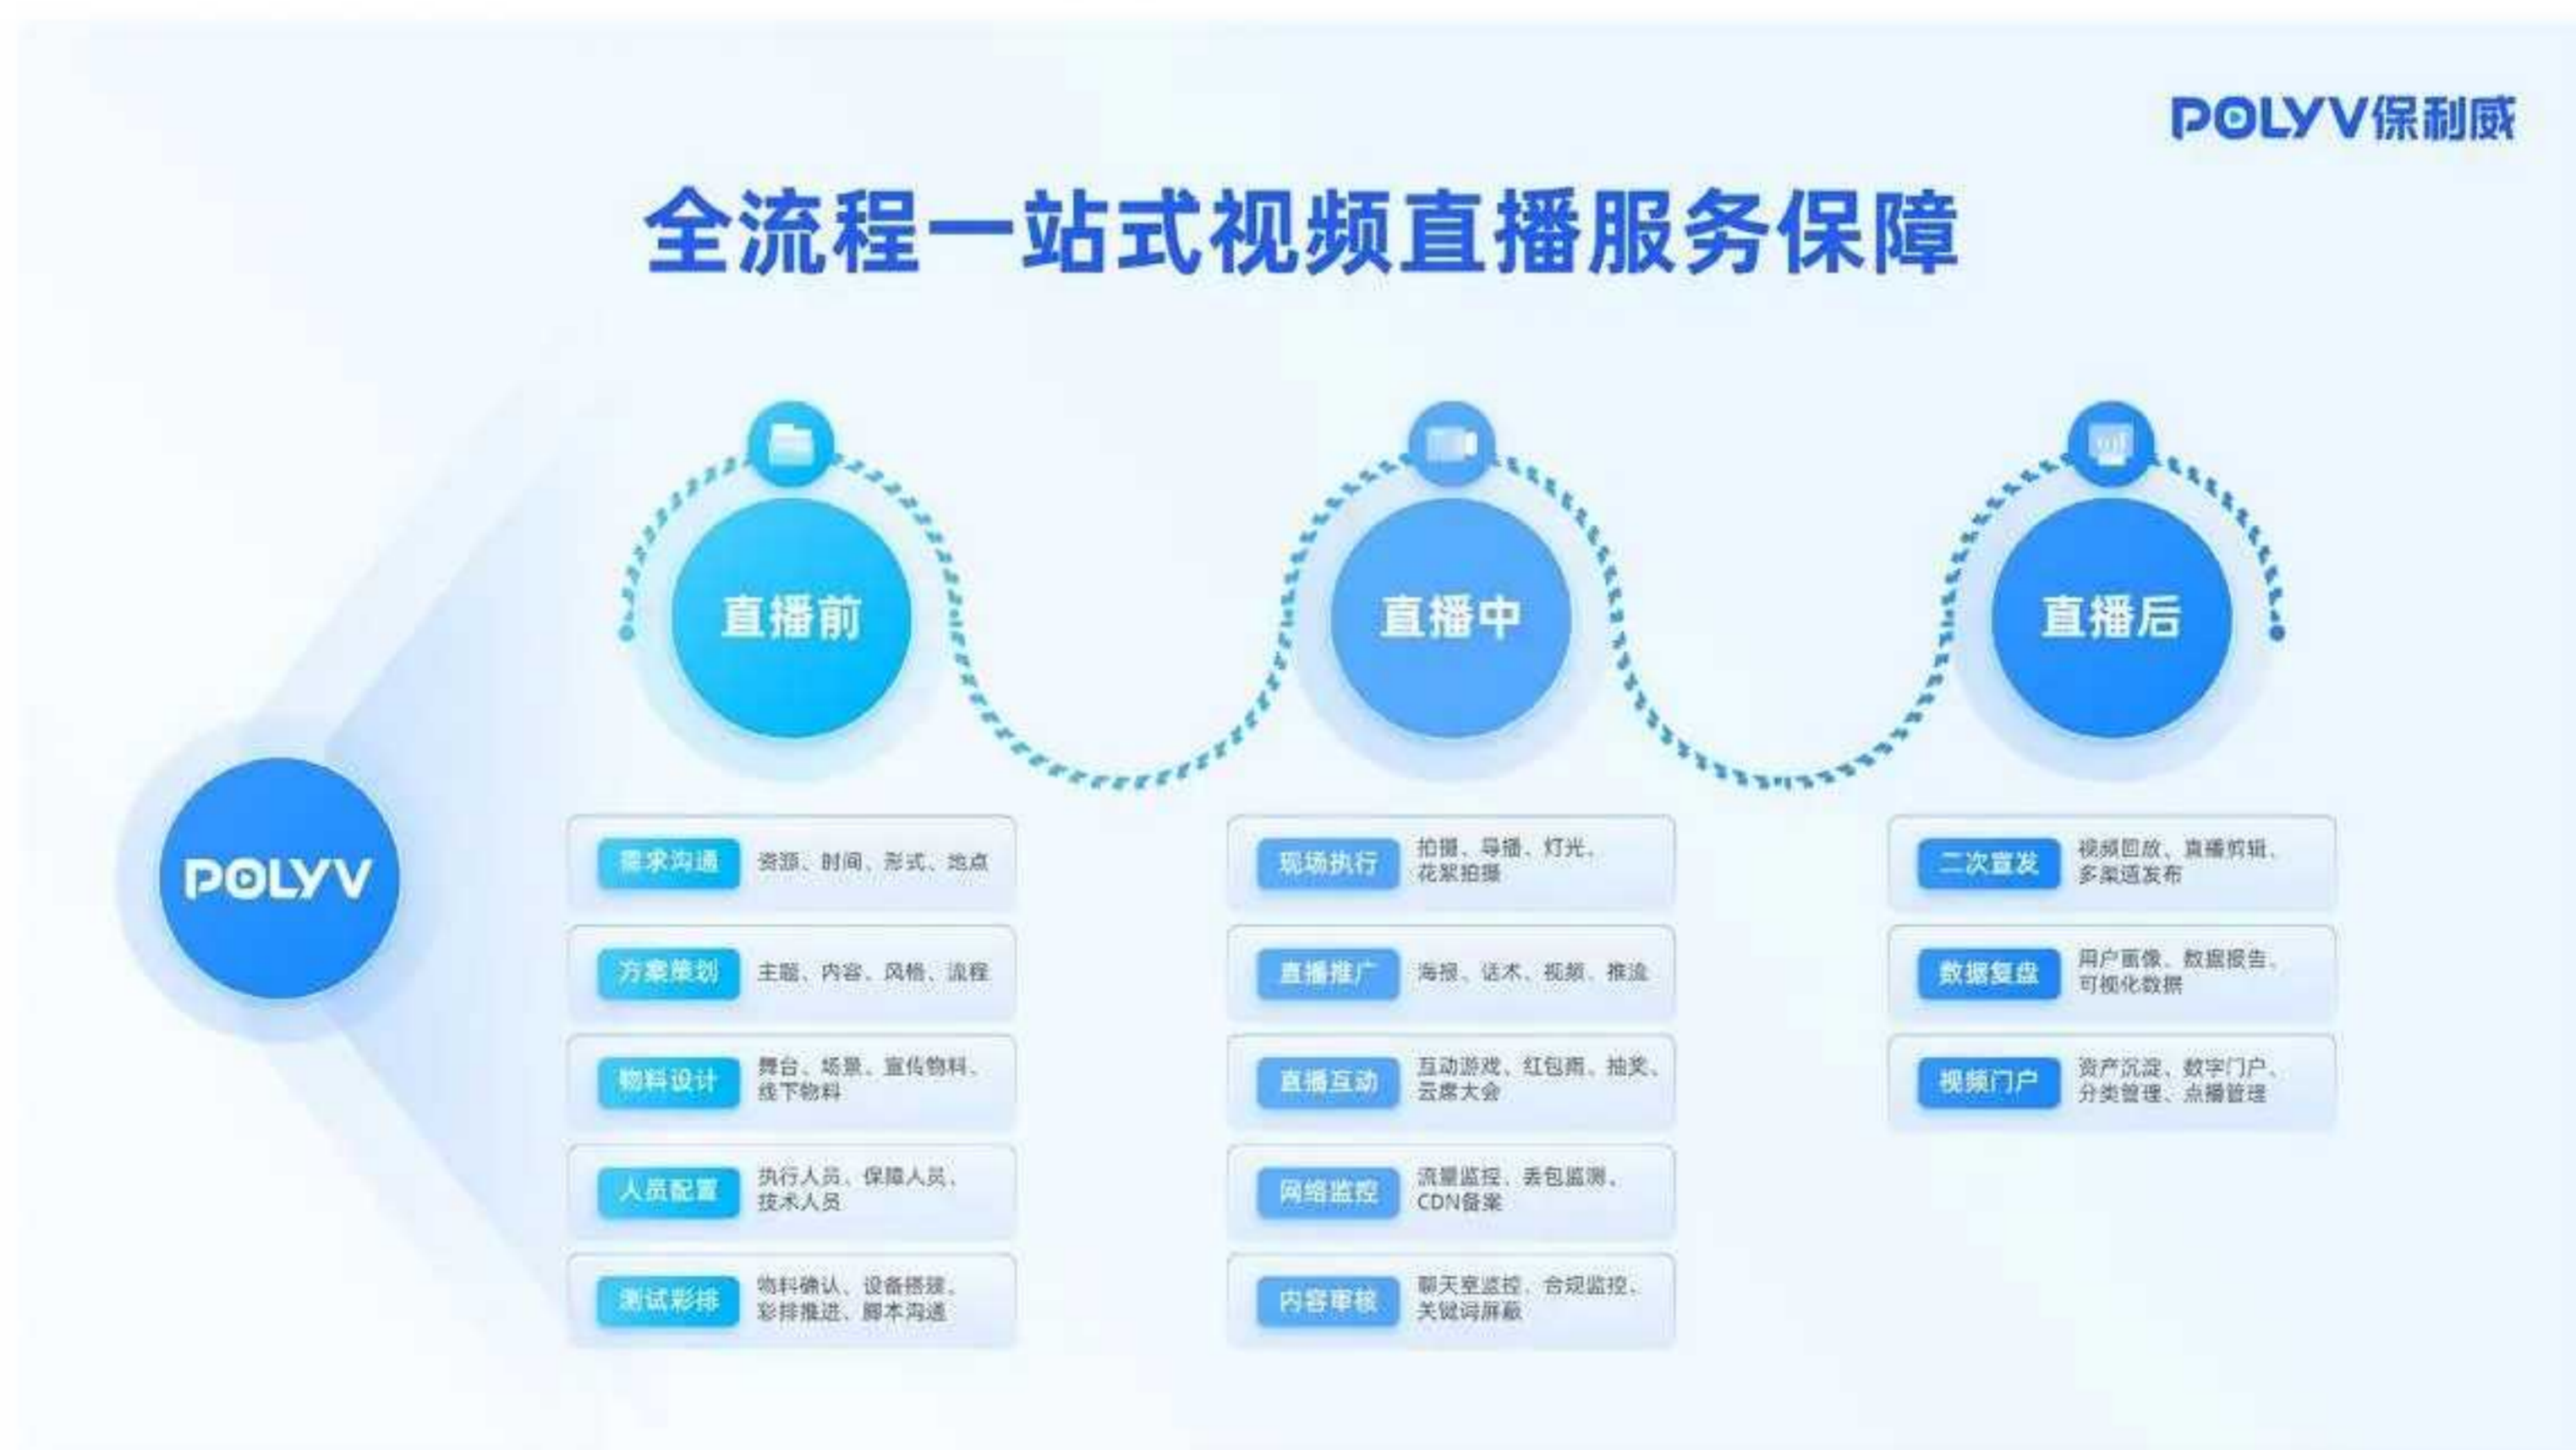 POLYV保利威
全流程一站式视频直播服务保障
POLYV
直播前
需求沟通
资源、时间、形式、地点
方案策划
主题、内容、风格、流程
物料设计
舞台、场景、宣传物料、
线下物料
人员配置
执行人员、保障人员、
技术人员
测试彩排
物料确认、设备搭建、
彩排推进、脚本沟通
直播中
现场执行
拍摄、导播、灯光、
花絮拍摄
直播推广
海报、话术、视频、推流
直播互动
互动游戏、红包雨、抽奖、
云席大会
网络监控
流量监控、丢包监测、
CDN备案
内容审核
聊天室监控、合规监控、
关键词屏蔽
直播后
二次宣发
视频回放、直播剪辑、
多渠道发布
数据复盘
用户画像、数据报告、
可视化数据
视频门户
资产沉淀、数字门户、
分类管理、点播管理